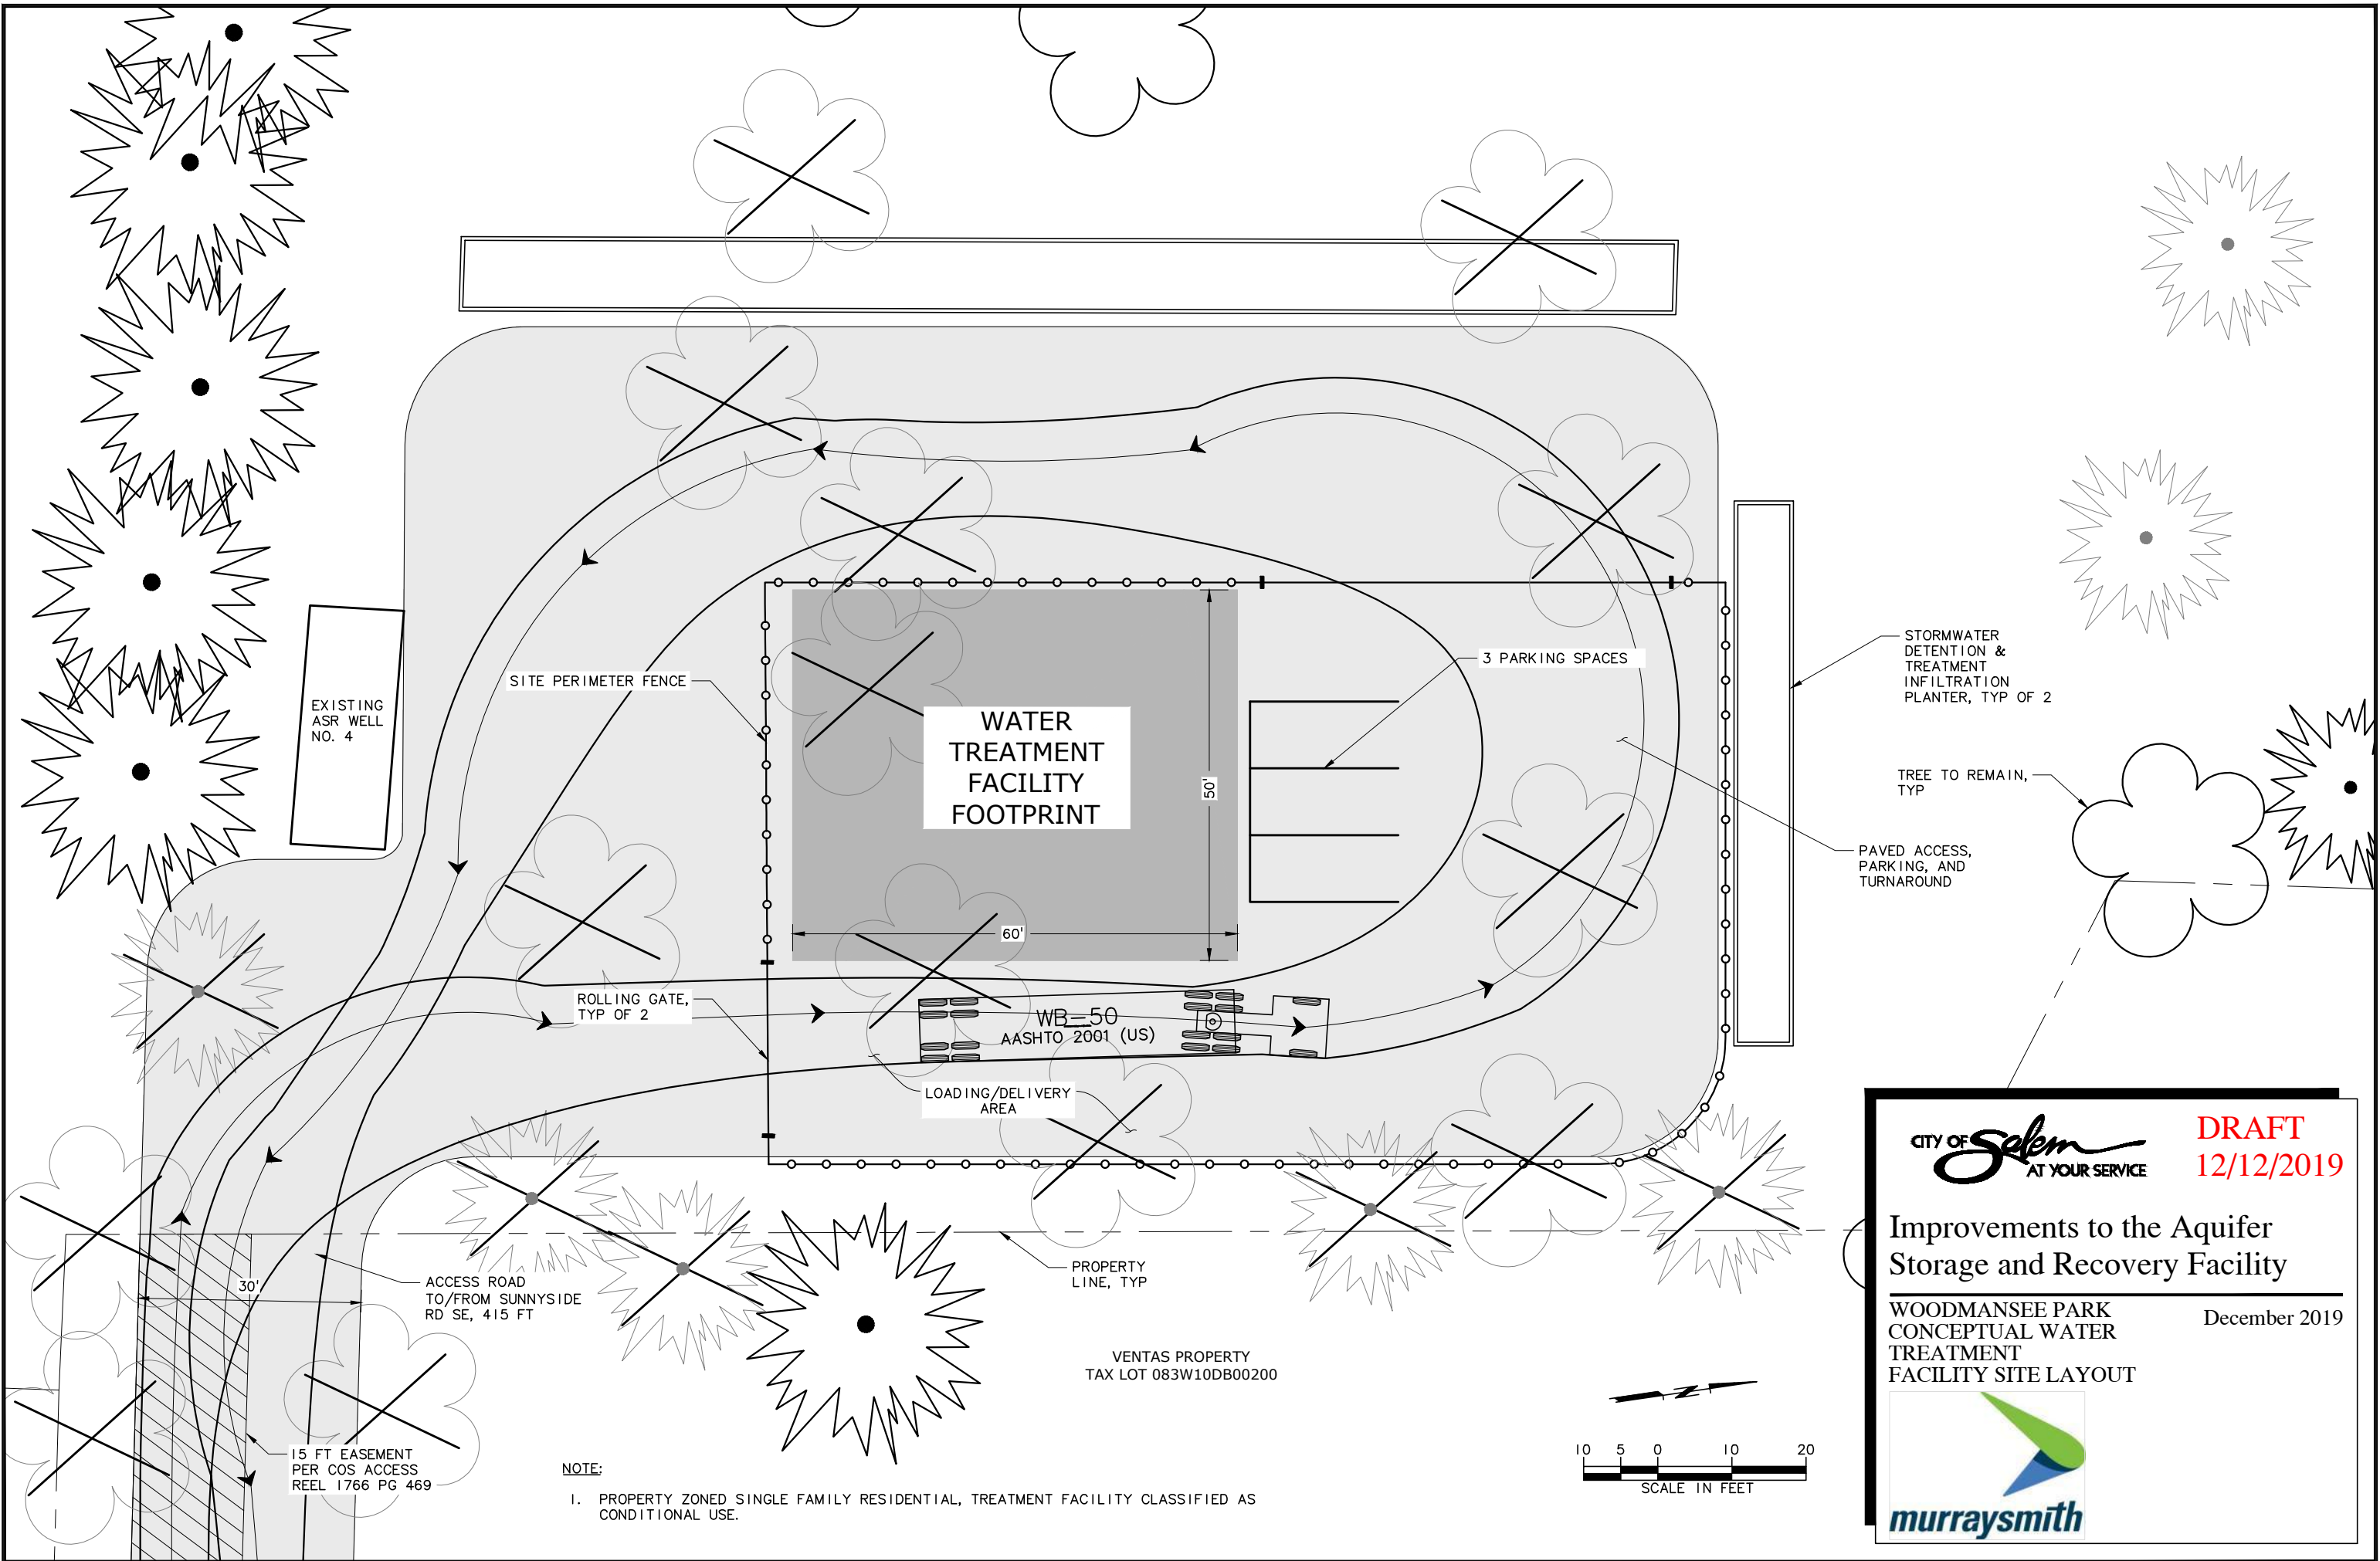 SITE PERIMETER FENCE
EXISTING
ASR WELL
NO. 4
WATER
TREATMENT
FACILITY
FOOTPRINT
50'
60'
3 PARKING SPACES
STORMWATER
DETENTION &
TREATMENT
INFILTRATION
PLANTER, TYP OF 2
TREE TO REMAIN,
TYP
PAVED ACCESS,
PARKING, AND
TURNAROUND
ROLLING GATE,
TYP OF 2
WB-50
AASHTO 2001 (US)
LOADING/DELIVERY
AREA
30'
ACCESS ROAD
TO/FROM SUNNYSIDE
RD SE, 415 FT
PROPERTY
LINE, TYP
VENTAS PROPERTY
TAX LOT 083W10DB00200
15 FT EASEMENT
PER COS ACCESS
REEL 1766 PG 469
NOTE:
1. PROPERTY ZONED SINGLE FAMILY RESIDENTIAL, TREATMENT FACILITY CLASSIFIED AS
CONDITIONAL USE.
N
10 5 0 10 20
SCALE IN FEET
CITY OF Salem
AT YOUR SERVICE
DRAFT
12/12/2019
Improvements to the Aquifer
Storage and Recovery Facility
WOODMANSEE PARK
CONCEPTUAL WATER
TREATMENT
FACILITY SITE LAYOUT
December 2019
murraysmith